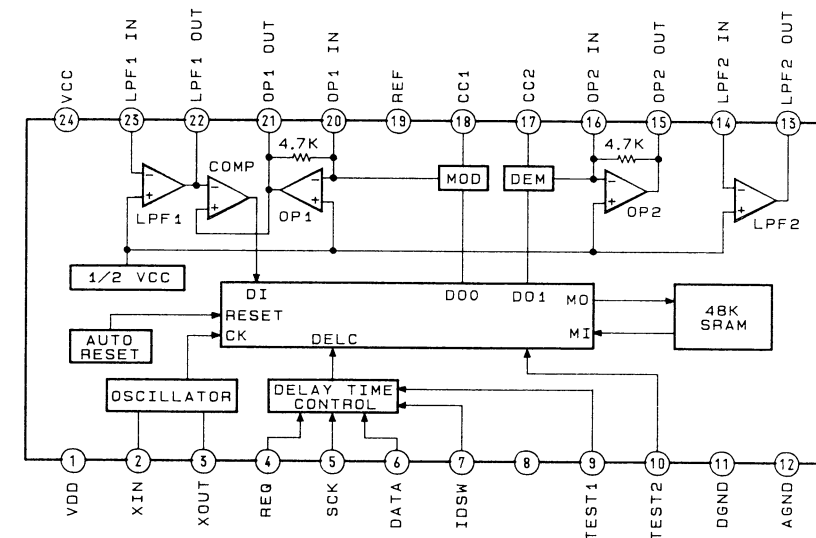 VCC
LPF1 IN
LPF1 OUT
OP1 OUT
OP1 IN
REF
CC1
CC2
OP2 IN
OP2 OUT
LPF2 IN
LPF2 OUT
24
23
22
21
20
19
18
17
16
15
14
13
4.7K
4.7K
COMP
MOD
DEM
LPF1
OP1
OP2
LPF2
-
+
-
+
-
+
-
+
-
+
1/2 VCC
DI
DO0
DO1
MO
MI
RESET
CK
DELC
48K
SRAM
AUTO
RESET
OSCILLATOR
DELAY TIME
CONTROL
1
2
3
4
5
6
7
8
9
10
11
12
VDD
XIN
XOUT
REQ
SCK
DATA
IDSW
TEST1
TEST2
DGND
AGND